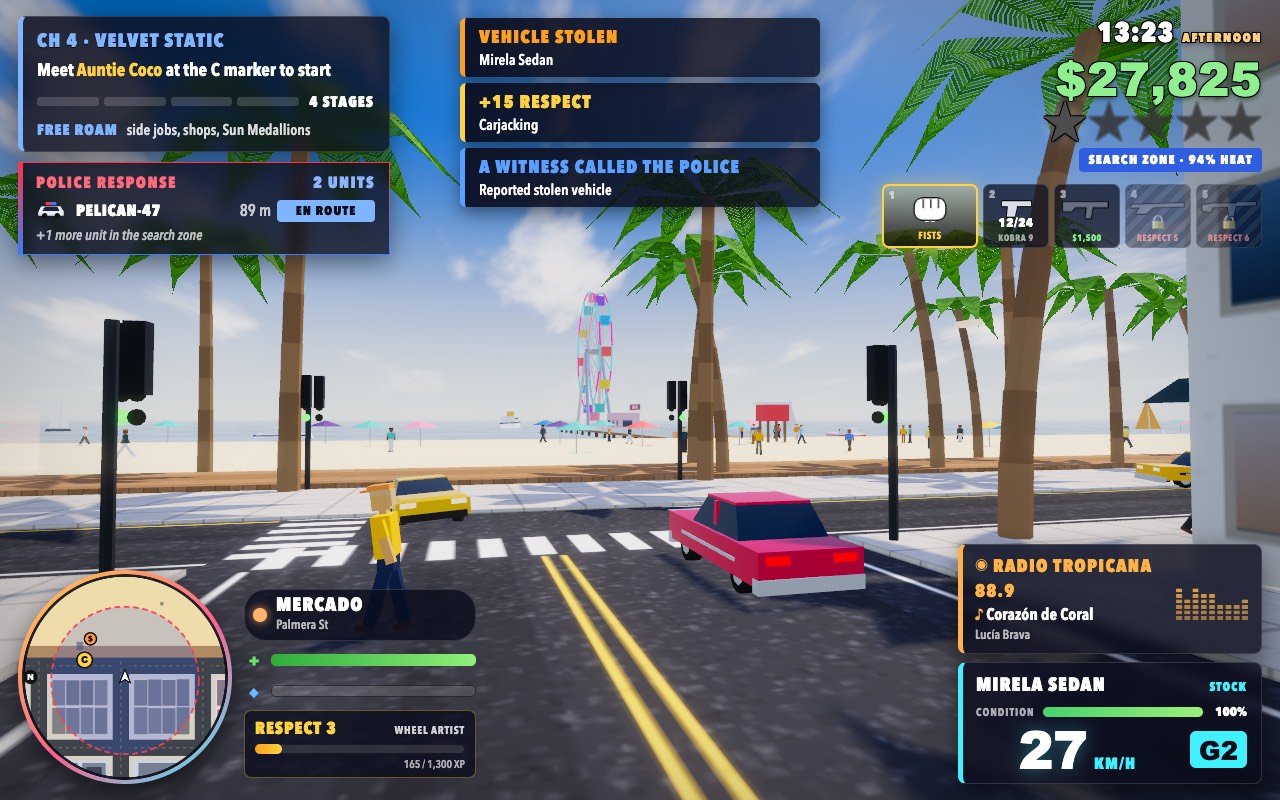 CH 4 · VELVET STATIC
Meet Auntie Coco at the C marker to start
4 STAGES
FREE ROAM side jobs, shops, Sun Medallions
POLICE RESPONSE 2 UNITS
PELICAN-47 89 m EN ROUTE
+1 more unit in the search zone
VEHICLE STOLEN
Mirela Sedan
+15 RESPECT
Carjacking
A WITNESS CALLED THE POLICE
Reported stolen vehicle
13:23 AFTERNOON
$27,825
SEARCH ZONE · 94% HEAT
1 FISTS
2 12/24 KOBRA 9
3 $1,500
4 RESPECT 5
5 RESPECT 6
N
$
C
MERCADO
Palmera St
RESPECT 3 WHEEL ARTIST
165 / 1,300 XP
RADIO TROPICANA
88.9
♪ Corazón de Coral
Lucía Brava
MIRELA SEDAN STOCK
CONDITION 100%
27 KM/H G2